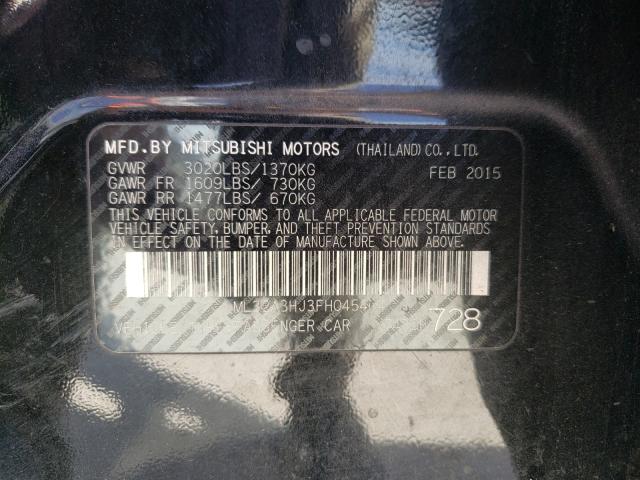 MFD.BY MITSUBISHI MOTORS (THAILAND) CO., LTD.
GVWR 3020LBS/1370KG FEB 2015
GAWR FR 1609LBS/ 730KG
GAWR RR 1477LBS/ 670KG
THIS VEHICLE CONFORMS TO ALL APPLICABLE FEDERAL MOTOR
VEHICLE SAFETY, BUMPER, AND THEFT PREVENTION STANDARDS
IN EFFECT ON THE DATE OF MANUFACTURE SHOWN ABOVE.
PASSENGER CAR 728